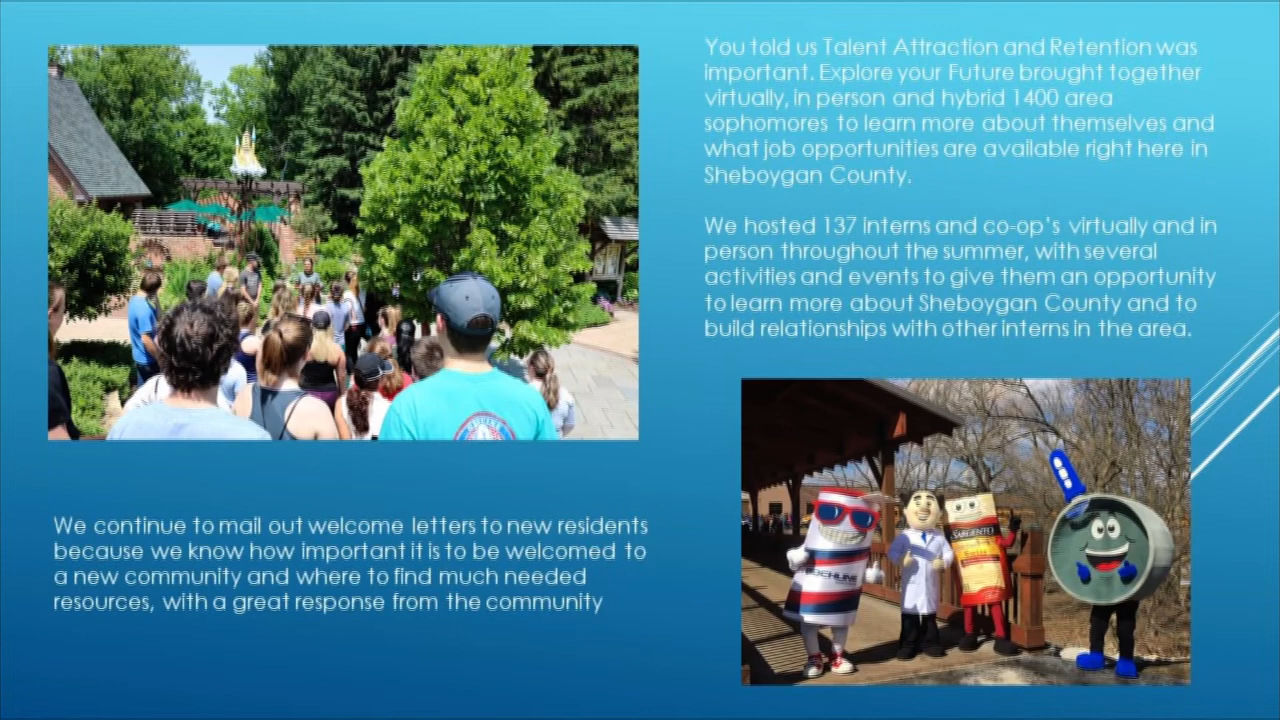 You told us Talent Attraction and Retention was
important. Explore your Future brought together
virtually, in person and hybrid 1400 area
sophomores to learn more about themselves and
what job opportunities are available right here in
Sheboygan County.
We hosted 137 interns and co-op's virtually and in
person throughout the summer, with several
activities and events to give them an opportunity
to learn more about Sheboygan County and to
build relationships with other interns in the area.
We continue to mail out welcome letters to new residents
because we know how important it is to be welcomed to
a new community and where to find much needed
resources, with a great response from the community
SARGENTO